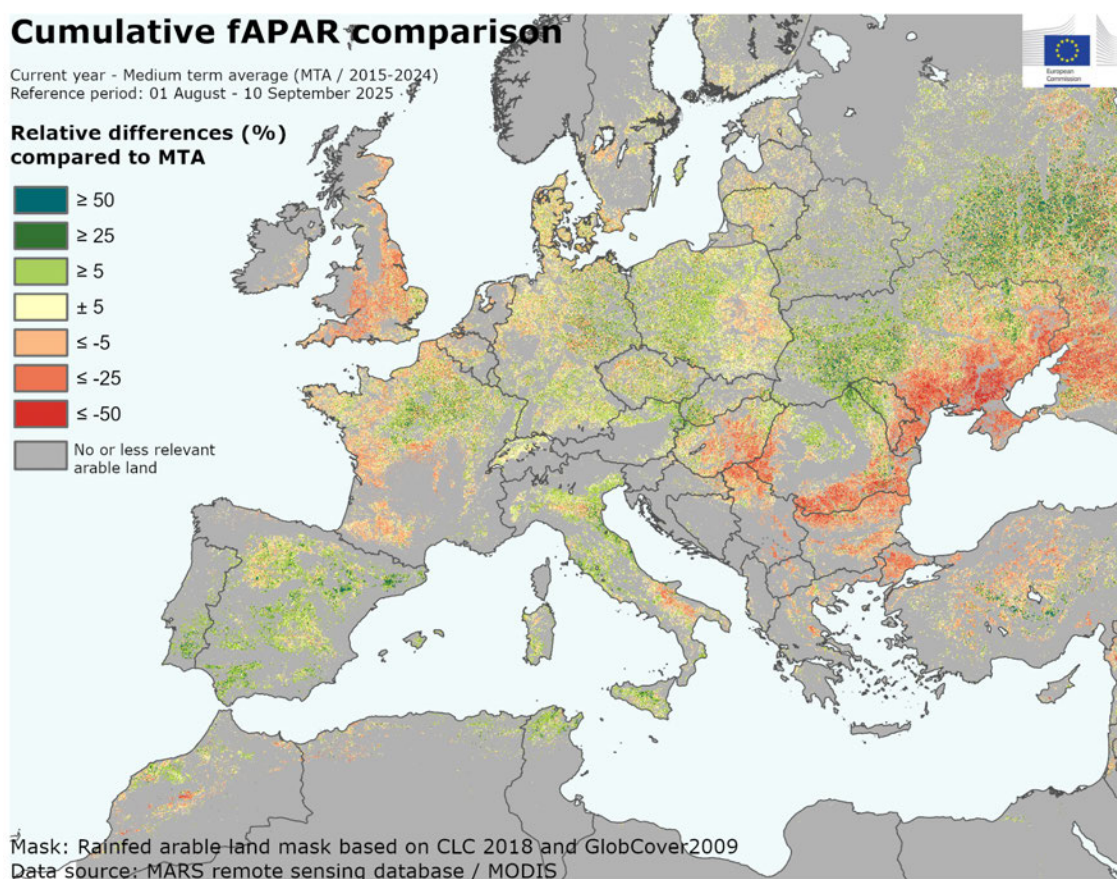 Cumulative fAPAR comparison
Current year - Medium term average (MTA / 2015-2024)
Reference period: 01 August - 10 September 2025
European
Commission
Relative differences (%)
compared to MTA
≥ 50
≥ 25
≥ 5
± 5
≤ -5
≤ -25
≤ -50
No or less relevant
arable land
Mask: Rainfed arable land mask based on CLC 2018 and GlobCover2009
Data source: MARS remote sensing database / MODIS